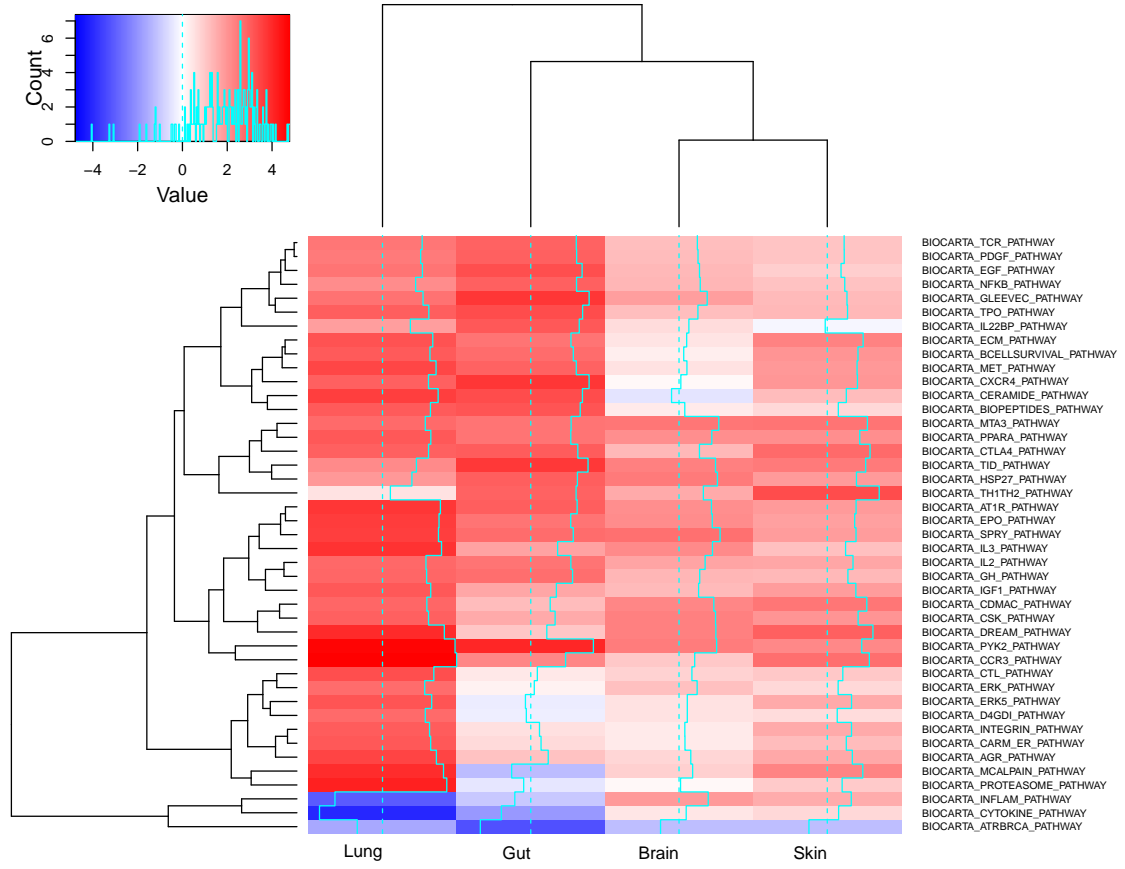 Count
0 2 4 6
−4 −2 0 2 4
Value
BIOCARTA_TCR_PATHWAY
BIOCARTA_PDGF_PATHWAY
BIOCARTA_EGF_PATHWAY
BIOCARTA_NFKB_PATHWAY
BIOCARTA_GLEEVEC_PATHWAY
BIOCARTA_TPO_PATHWAY
BIOCARTA_IL22BP_PATHWAY
BIOCARTA_ECM_PATHWAY
BIOCARTA_BCELLSURVIVAL_PATHWAY
BIOCARTA_MET_PATHWAY
BIOCARTA_CXCR4_PATHWAY
BIOCARTA_CERAMIDE_PATHWAY
BIOCARTA_BIOPEPTIDES_PATHWAY
BIOCARTA_MTA3_PATHWAY
BIOCARTA_PPARA_PATHWAY
BIOCARTA_CTLA4_PATHWAY
BIOCARTA_TID_PATHWAY
BIOCARTA_HSP27_PATHWAY
BIOCARTA_TH1TH2_PATHWAY
BIOCARTA_AT1R_PATHWAY
BIOCARTA_EPO_PATHWAY
BIOCARTA_SPRY_PATHWAY
BIOCARTA_IL3_PATHWAY
BIOCARTA_IL2_PATHWAY
BIOCARTA_GH_PATHWAY
BIOCARTA_IGF1_PATHWAY
BIOCARTA_CDMAC_PATHWAY
BIOCARTA_CSK_PATHWAY
BIOCARTA_DREAM_PATHWAY
BIOCARTA_PYK2_PATHWAY
BIOCARTA_CCR3_PATHWAY
BIOCARTA_CTL_PATHWAY
BIOCARTA_ERK_PATHWAY
BIOCARTA_ERK5_PATHWAY
BIOCARTA_D4GDI_PATHWAY
BIOCARTA_INTEGRIN_PATHWAY
BIOCARTA_CARM_ER_PATHWAY
BIOCARTA_AGR_PATHWAY
BIOCARTA_MCALPAIN_PATHWAY
BIOCARTA_PROTEASOME_PATHWAY
BIOCARTA_INFLAM_PATHWAY
BIOCARTA_CYTOKINE_PATHWAY
BIOCARTA_ATRBRCA_PATHWAY
Lung Gut Brain Skin